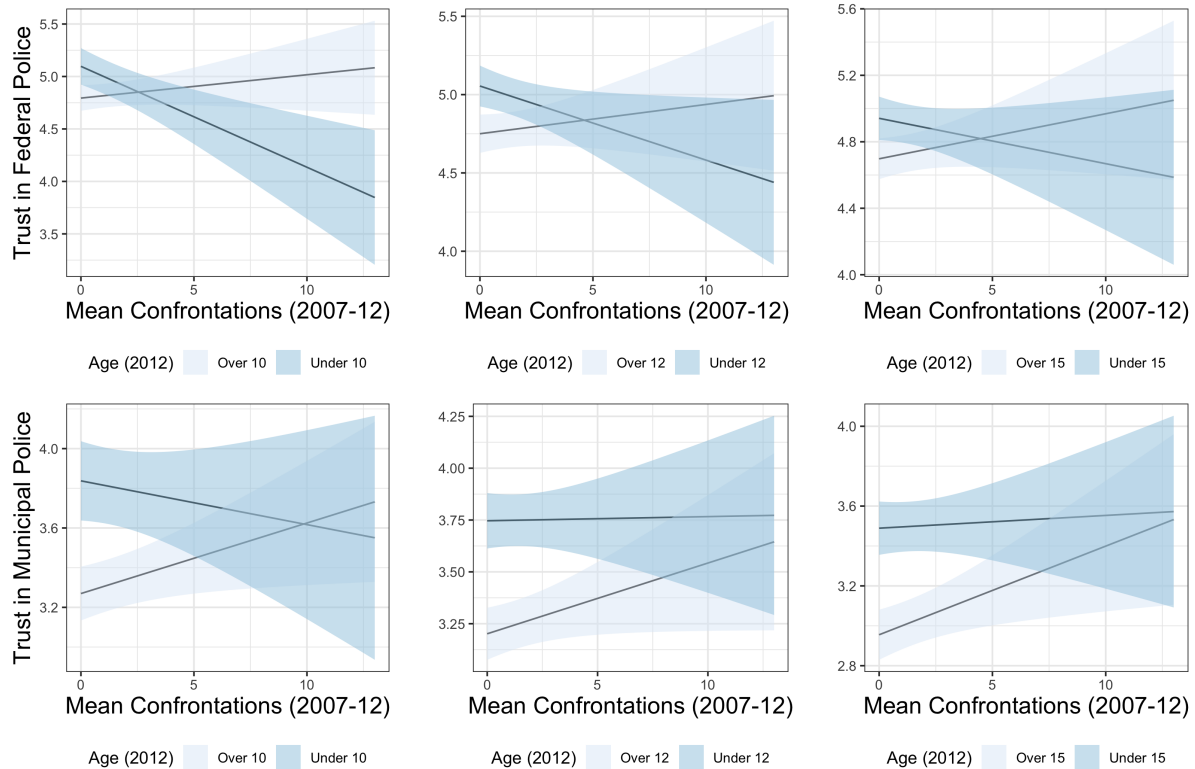 Trust in Federal Police
5.5
5.0
4.5
4.0
3.5
0 5 10
Mean Confrontations (2007-12)
Age (2012) Over 10 Under 10
5.5
5.0
4.5
4.0
0 5 10
Mean Confrontations (2007-12)
Age (2012) Over 12 Under 12
5.6
5.2
4.8
4.4
4.0
0 5 10
Mean Confrontations (2007-12)
Age (2012) Over 15 Under 15
Trust in Municipal Police
4.0
3.6
3.2
0 5 10
Mean Confrontations (2007-12)
Age (2012) Over 10 Under 10
4.25
4.00
3.75
3.50
3.25
0 5 10
Mean Confrontations (2007-12)
Age (2012) Over 12 Under 12
4.0
3.6
3.2
2.8
0 5 10
Mean Confrontations (2007-12)
Age (2012) Over 15 Under 15